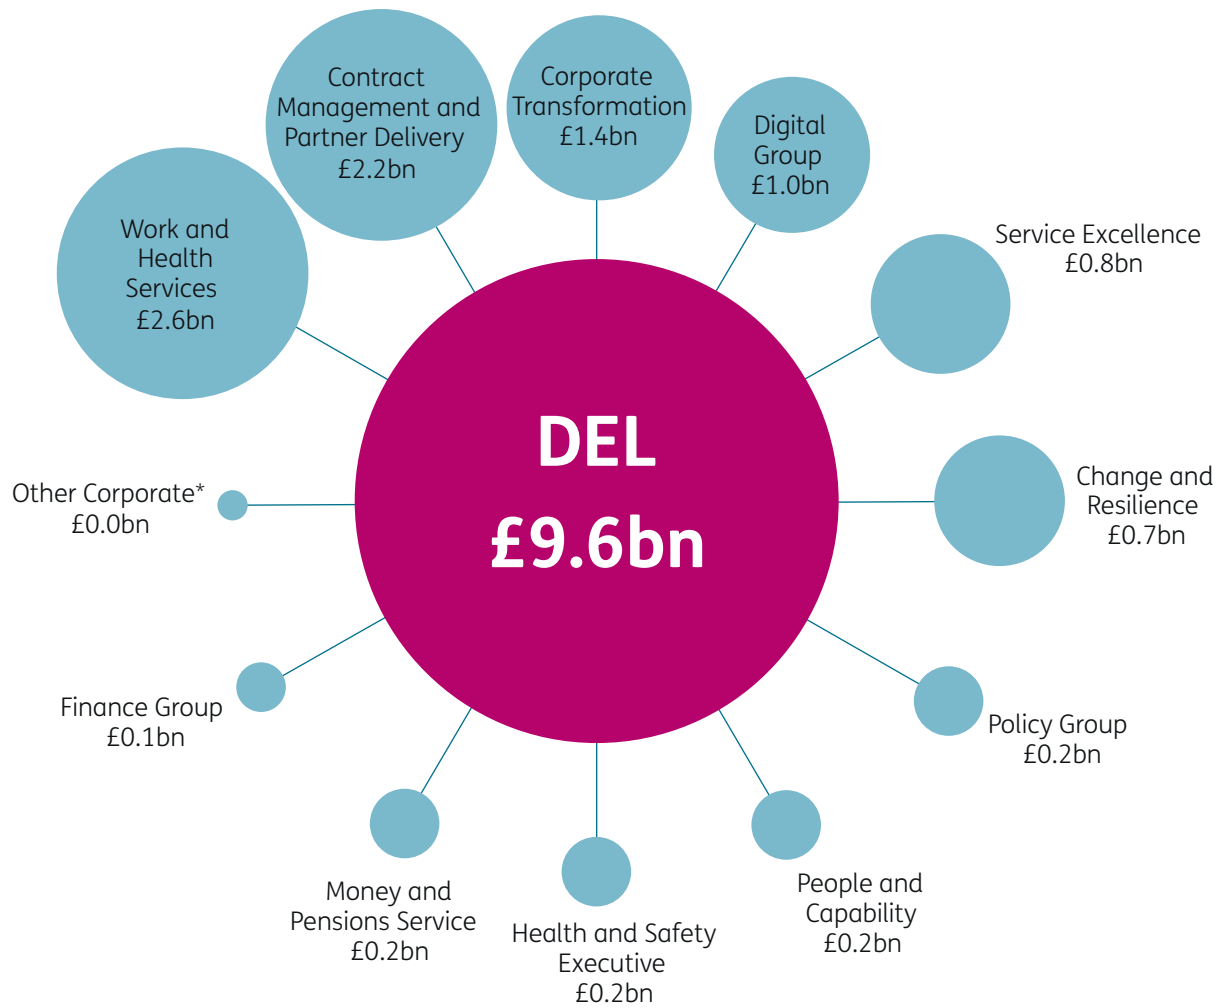 Contract
Management and
Partner Delivery
£2.2bn
Corporate
Transformation
£1.4bn
Digital
Group
£1.0bn
Work and
Health
Services
£2.6bn
Service Excellence
£0.8bn
DEL
£9.6bn
Change and
Resilience
£0.7bn
Other Corporate*
£0.0bn
Finance Group
£0.1bn
Policy Group
£0.2bn
Money and
Pensions Service
£0.2bn
Health and Safety
Executive
£0.2bn
People and
Capability
£0.2bn